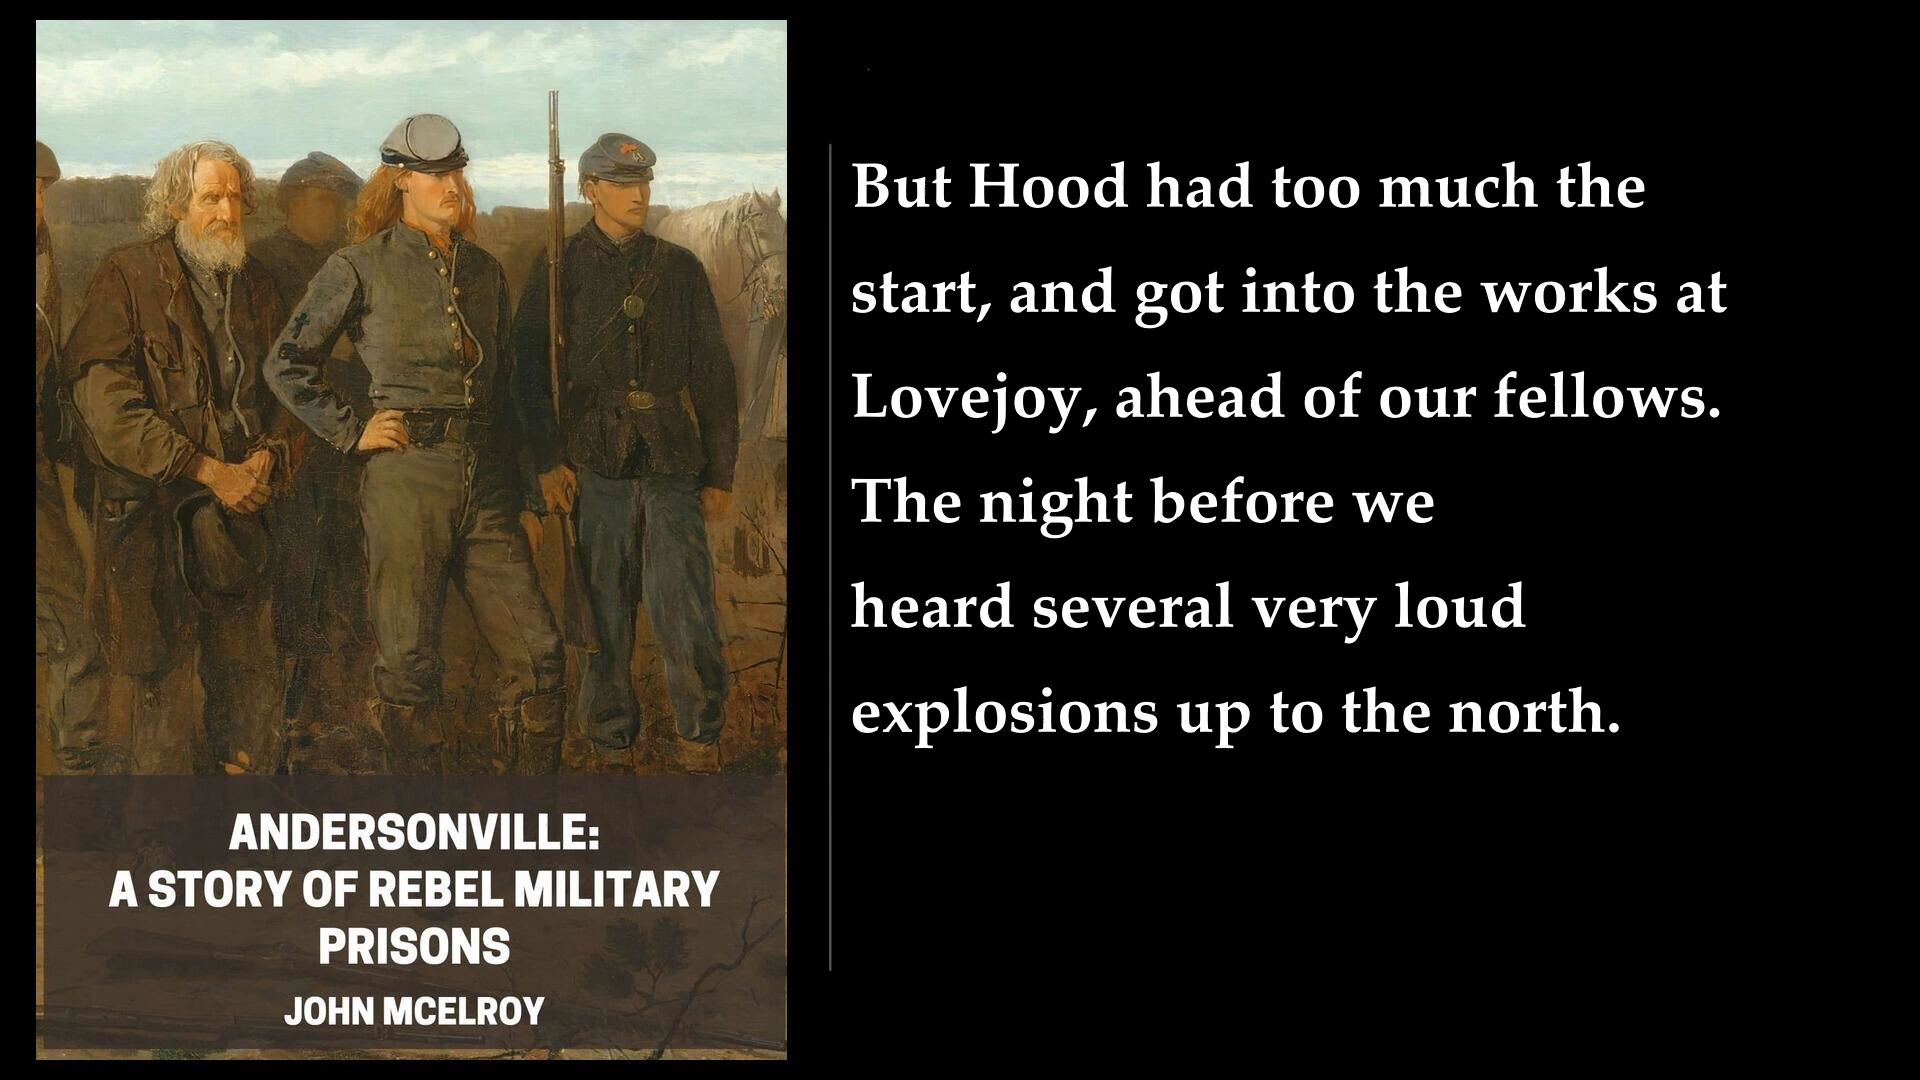 But Hood had too much the
start, and got into the works at
Lovejoy, ahead of our fellows.
The night before we
heard several very loud
explosions up to the north.
ANDERSONVILLE:
A STORY OF REBEL MILITARY
PRISONS
JOHN MCELROY